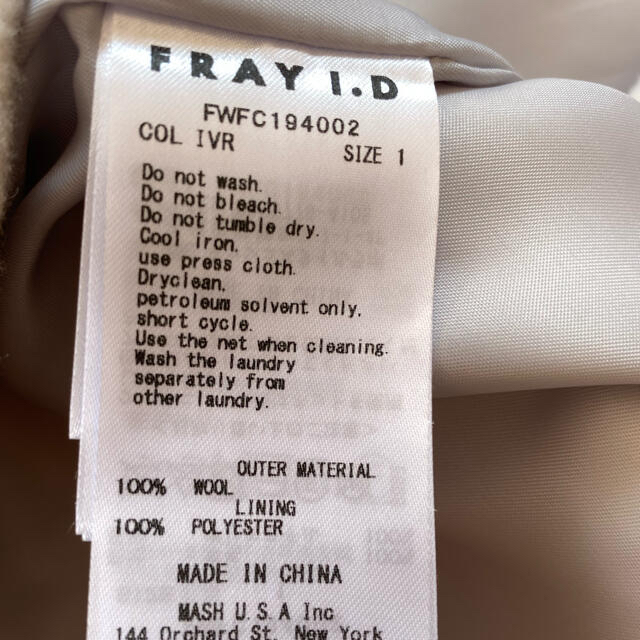 FRAY I.D
FWFC194002
COL IVR SIZE 1
Do not wash.
Do not bleach.
Do not tumble dry.
Cool iron.
use press cloth.
Dryclean.
petroleum solvent only.
short cycle.
Use the net when cleaning.
Wash the laundry
separately from
other laundry.
OUTER MATERIAL
100% WOOL
LINING
100% POLYESTER
MADE IN CHINA
MASH U.S.A Inc
144 Orchard St. New York